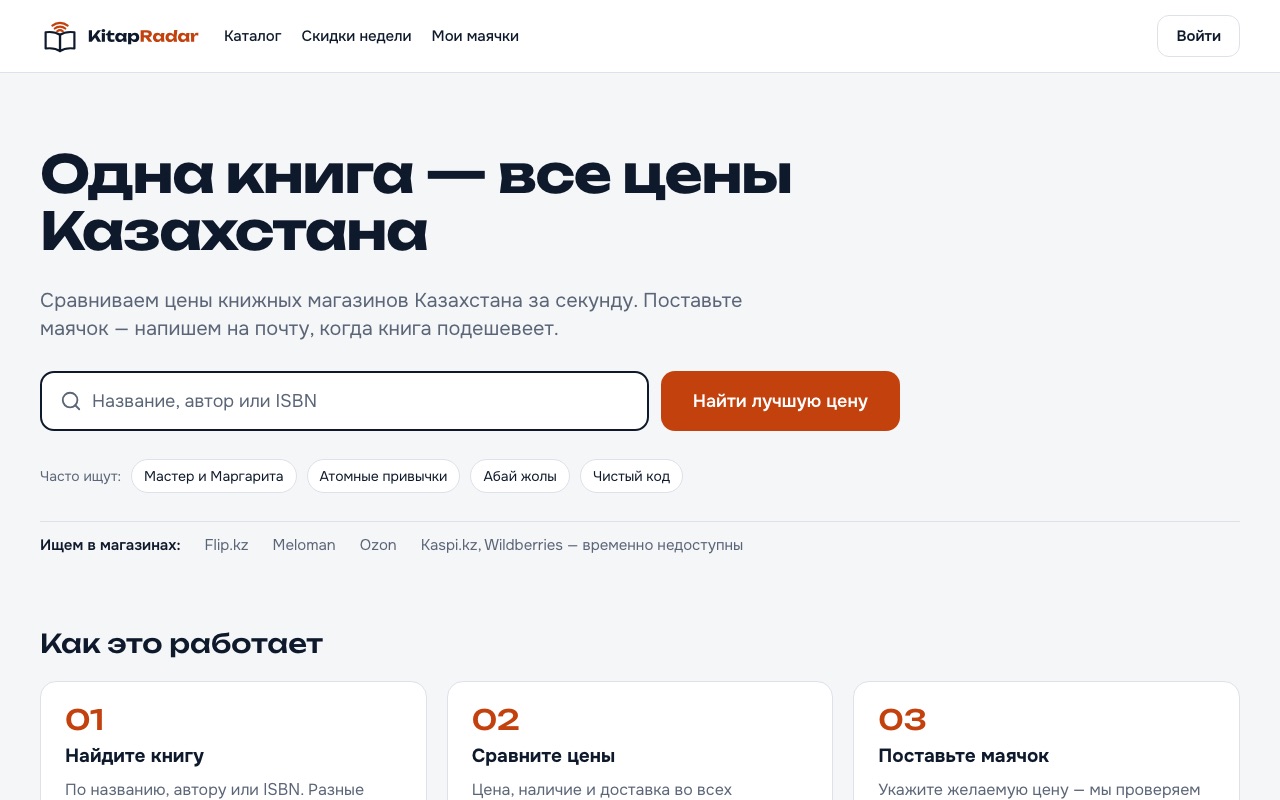 KitapRadar
Каталог
Скидки недели
Мои маячки
Войти
Одна книга — все цены
Казахстана
Сравниваем цены книжных магазинов Казахстана за секунду. Поставьте
маячок — напишем на почту, когда книга подешевеет.
Название, автор или ISBN
Найти лучшую цену
Часто ищут:
Мастер и Маргарита
Атомные привычки
Абай жолы
Чистый код
Ищем в магазинах:
Flip.kz
Meloman
Ozon
Kaspi.kz, Wildberries — временно недоступны
Как это работает
01
Найдите книгу
По названию, автору или ISBN. Разные
02
Сравните цены
Цена, наличие и доставка во всех
03
Поставьте маячок
Укажите желаемую цену — мы проверяем